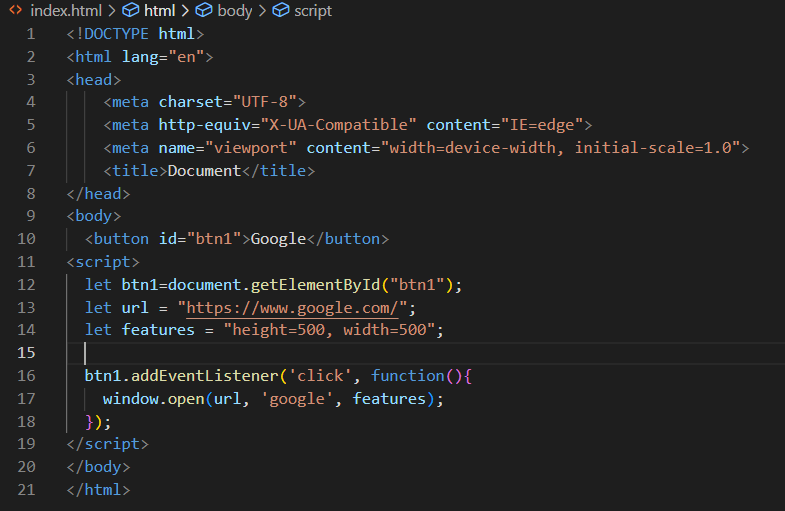 index.html > html > body > script
1 <!DOCTYPE html>
2 <html lang="en">
3 <head>
4     <meta charset="UTF-8">
5     <meta http-equiv="X-UA-Compatible" content="IE=edge">
6     <meta name="viewport" content="width=device-width, initial-scale=1.0">
7     <title>Document</title>
8 </head>
9 <body>
10   <button id="btn1">Google</button>
11 <script>
12   let btn1=document.getElementById("btn1");
13   let url = "https://www.google.com/";
14   let features = "height=500, width=500";
15
16   btn1.addEventListener('click', function(){
17     window.open(url, 'google', features);
18   });
19 </script>
20 </body>
21 </html>